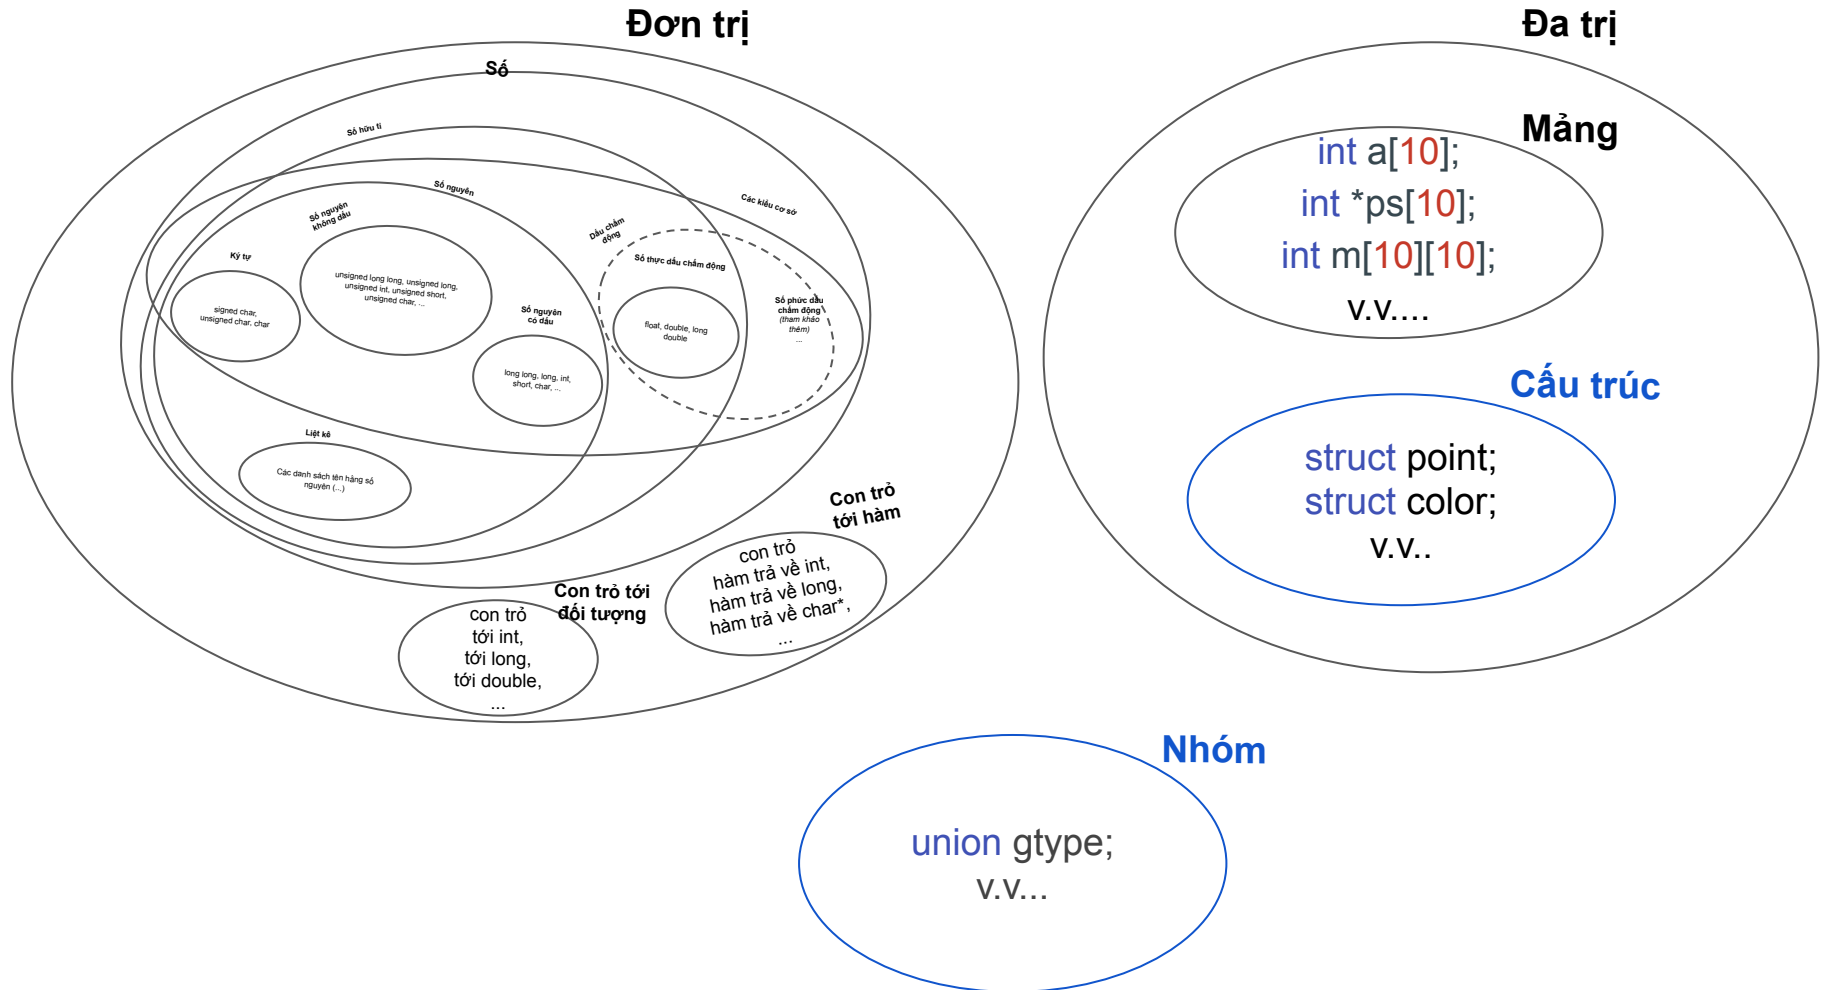 Đơn trị
Số
Số hữu tỉ
Số nguyên
Các kiểu cơ sở
Số nguyên
không dấu
Dấu chấm
động
Ký tự
Số thực dấu chấm động
unsigned long long, unsigned long,
unsigned int, unsigned short,
unsigned char, ...
signed char,
unsigned char, char
Số nguyên
có dấu
Số phức dấu
chấm động
(tham khảo
thêm)
...
float, double, long
double
long long, long, int,
short, char, ...
Liệt kê
Các danh sách tên hằng số
nguyên (...)
Con trỏ
tới hàm
con trỏ
hàm trả về int,
hàm trả về long,
hàm trả về char*,
...
Con trỏ tới
đối tượng
con trỏ
tới int,
tới long,
tới double,
...
Đa trị
Mảng
int a[10];
int *ps[10];
int m[10][10];
v.v....
Cấu trúc
struct point;
struct color;
v.v..
Nhóm
union gtype;
v.v...